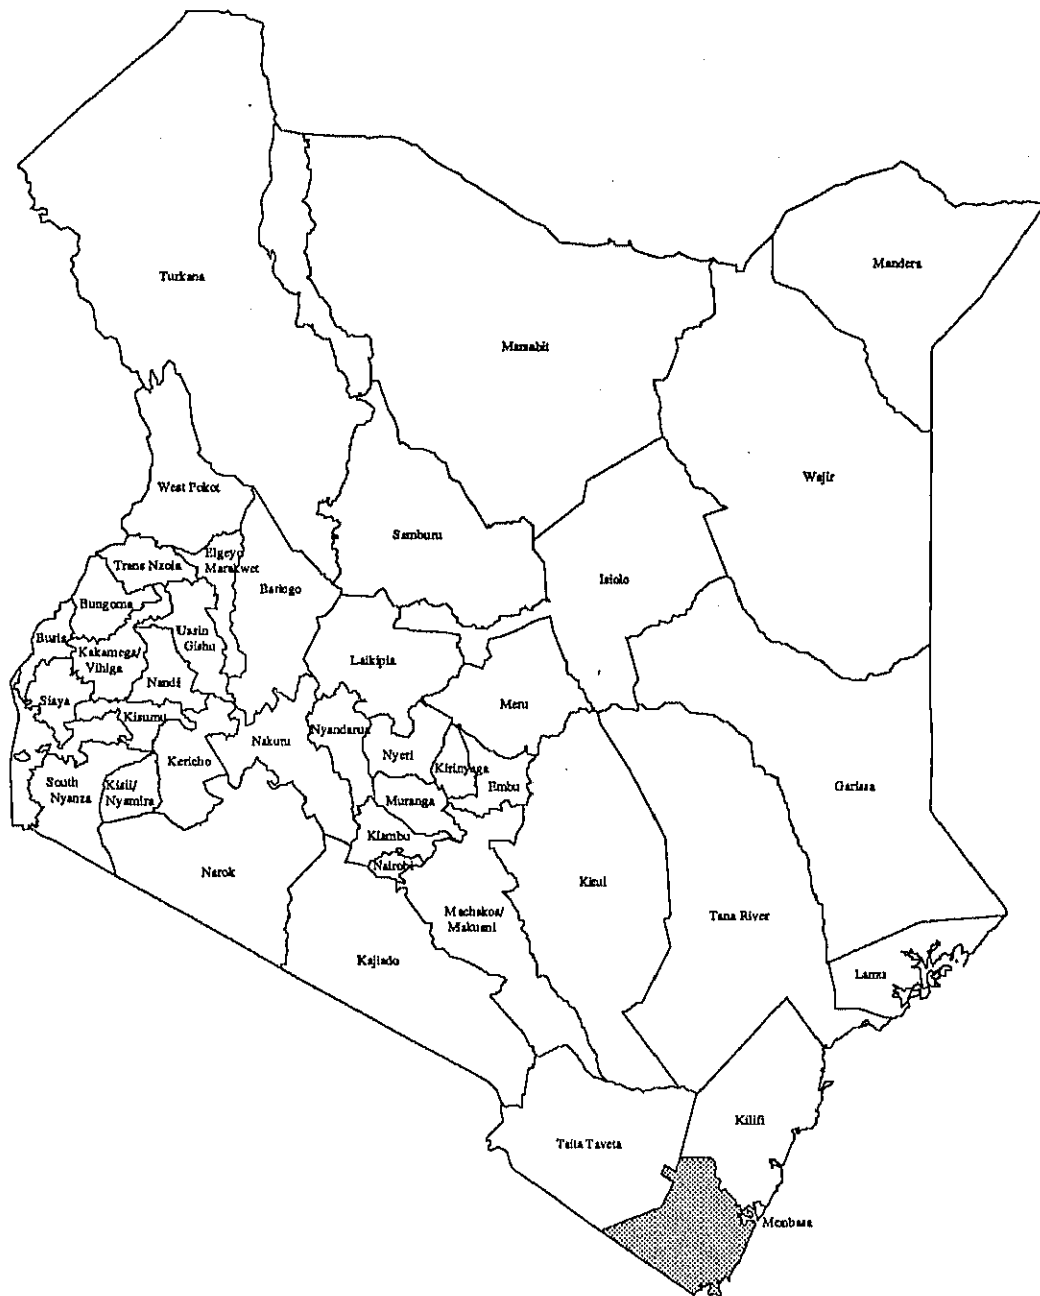 Turkana
Mandera
Marsabit
Wajir
West Pokot
Samburu
Elgeyo
Marakwet
Trans Nzoia
Isiolo
Baringo
Bungoma
Busia
Uasin
Gishu
Kakamega/
Vihiga
Laikipia
Nandi
Siaya
Meru
Kisumu
Nyandarua
Nakuru
Nyeri
Kericho
Kirinyaga
South
Nyanza
Kisii/
Nyamira
Embu
Garissa
Muranga
Kiambu
Nairobi
Narok
Kitui
Machakos/
Makueni
Tana River
Kajiado
Lamu
Kilifi
Taita Taveta
Mombasa